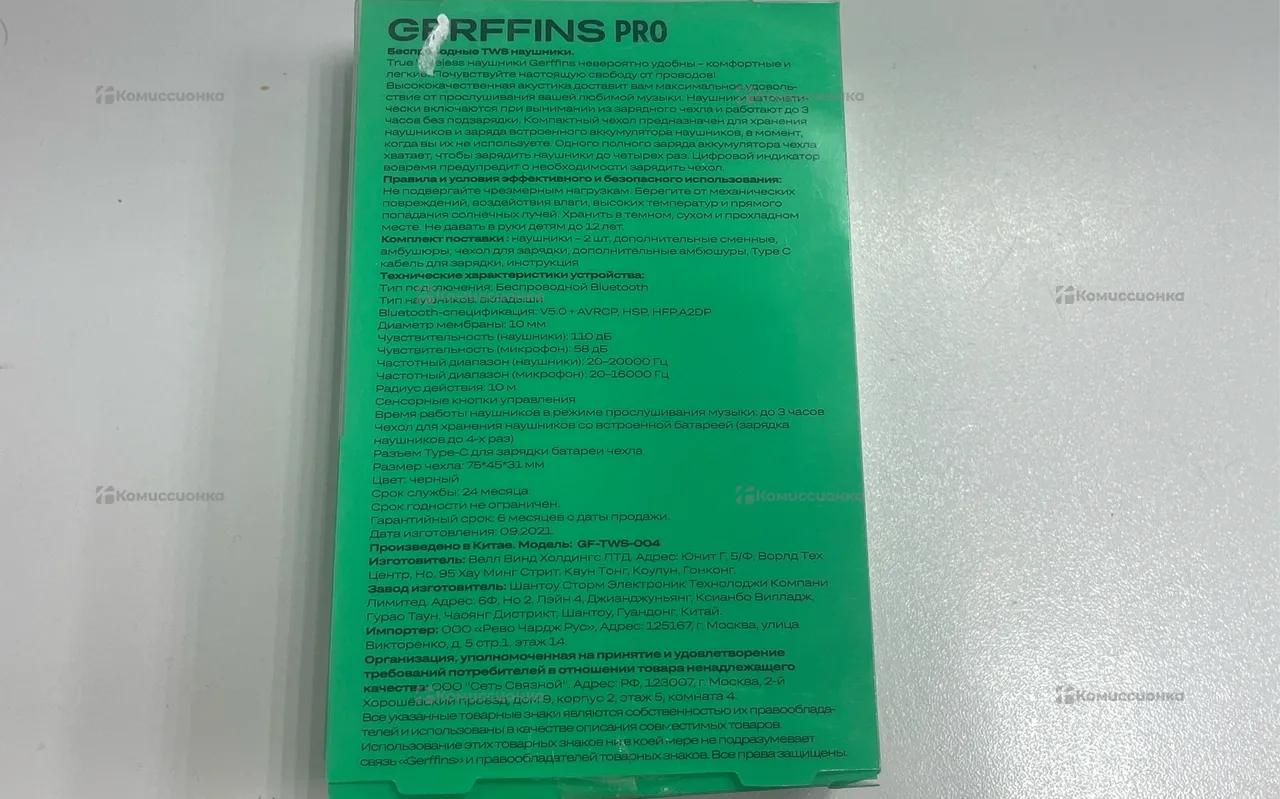 GERFFINS PRO
Беспроводные TWS наушники.
True Wireless наушники Gerffins невероятно удобны – комфортные и
легкие. Почувствуйте настоящую свободу от проводов!
Высококачественная акустика доставит вам максимальное удоволь-
ствие от прослушивания вашей любимой музыки. Наушники автомати-
чески включаются при вынимании из зарядного чехла и работают до 3
часов без подзарядки. Компактный чехол предназначен для хранения
наушников и заряда встроенного аккумулятора наушников, в момент,
когда вы их не используете. Одного полного заряда аккумулятора чехла
хватает, чтобы зарядить наушники до четырех раз. Цифровой индикатор
вовремя предупредит о необходимости зарядить чехол.
Правила и условия эффективного и безопасного использования:
Не подвергайте чрезмерным нагрузкам. Берегите от механических
повреждений, воздействия влаги, высоких температур и прямого
попадания солнечных лучей. Хранить в темном, сухом и прохладном
месте. Не давать в руки детям до 12 лет.
Комплект поставки: наушники – 2 шт, дополнительные сменные,
амбушюры, чехол для зарядки, дополнительные амбюшуры, Type C
кабель для зарядки, инструкция
Технические характеристики устройства:
Тип подключения: Беспроводной Bluetooth
Тип наушников: вкладыши
Bluetooth-спецификация: V5.0 + AVRCP, HSP, HFP,A2DP
Диаметр мембраны: 10 мм
Чувствительность (наушники): 110 дБ
Чувствительность (микрофон): 58 дБ
Частотный диапазон (наушники): 20–20000 Гц
Частотный диапазон (микрофон): 20–16000 Гц
Радиус действия: 10 м
Сенсорные кнопки управления
Время работы наушников в режиме прослушивания музыки: до 3 часов
Чехол для хранения наушников со встроенной батареей (зарядка
наушников до 4-х раз)
Разъем Type-C для зарядки батареи чехла
Размер чехла: 75*45*31 мм
Цвет: черный
Срок службы: 24 месяца
Срок годности не ограничен.
Гарантийный срок: 6 месяцев с даты продажи.
Дата изготовления: 09.2021.
Произведено в Китае. Модель: GF-TWS-004
Изготовитель: Велл Винд Холдингс ЛТД. Адрес: Юнит Г, 5/Ф. Ворлд Тех
Центр, Но. 95 Хау Минг Стрит. Квун Тонг, Коулун, Гонконг.
Завод изготовитель: Шантоу Сторм Электроник Технолоджи Компани
Лимитед. Адрес: 6Ф, Но 2, Лэйн 4, Джианджуньянг, Ксианбо Вилладж,
Гурао Таун, Чаоянг Дистрикт, Шантоу, Гуандонг, Китай.
Импортер: ООО «Рево Чардж Рус», Адрес: 125167, г. Москва, улица
Викторенко, д. 5 стр.1, этаж 14.
Организация, уполномоченная на принятие и удовлетворение
требований потребителей в отношении товара ненадлежащего
качества: ООО "Сеть Связной". Адрес: РФ, 123007, г. Москва, 2-й
Хорошёвский проезд, дом 9, корпус 2, этаж 5, комната 4.
Все указанные товарные знаки являются собственностью их правооблада-
телей и использованы в качестве описания совместимых товаров.
Использование этих товарных знаков ни в коей мере не подразумевает
связь «Gerffins» и правообладателей товарных знаков. Все права защищены.
Комиссионка
Комиссионка
Комиссионка
Комиссионка
Комиссионка